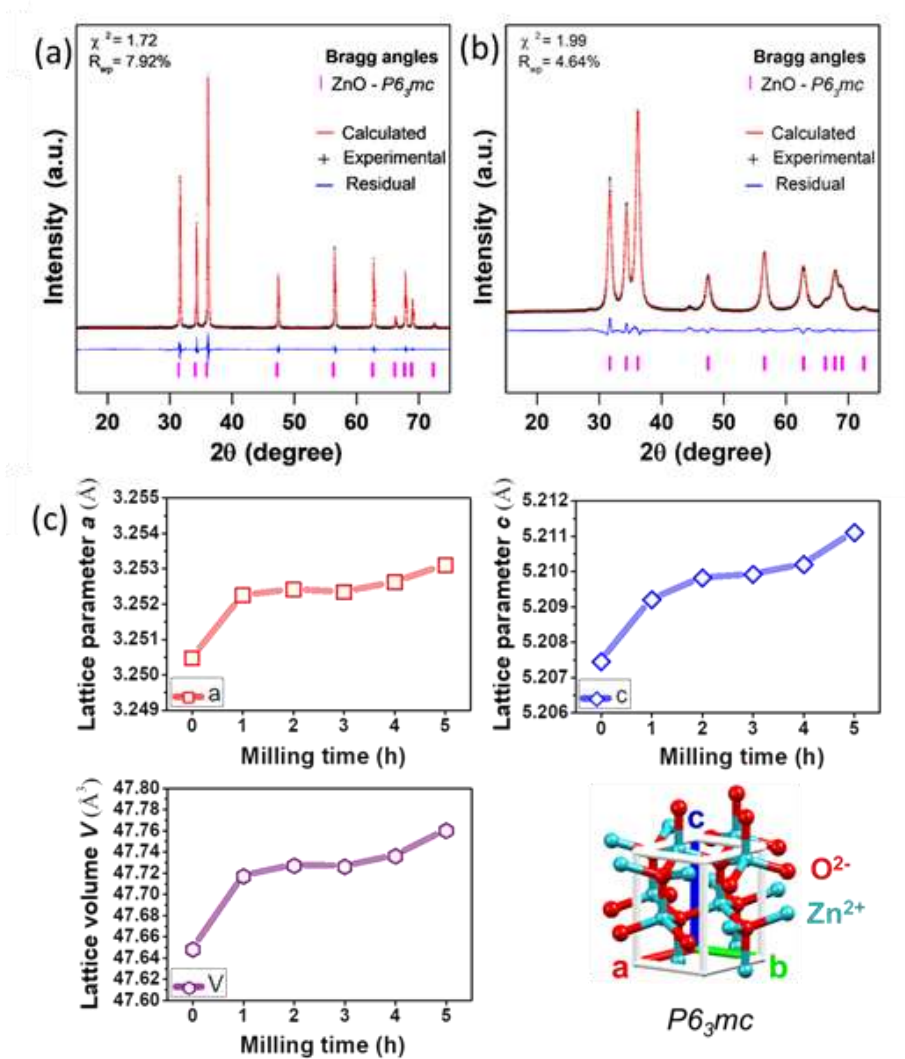 (a)
χ² = 1.72
R_wp = 7.92%
Bragg angles
ZnO - P6₃mc
Calculated
Experimental
Residual
Intensity (a.u.)
20 30 40 50 60 70
2θ (degree)
(b)
χ² = 1.99
R_wp = 4.64%
Bragg angles
ZnO - P6₃mc
Calculated
Experimental
Residual
Intensity (a.u.)
20 30 40 50 60 70
2θ (degree)
(c)
Lattice parameter a (Å)
3.255
3.254
3.253
3.252
3.251
3.250
3.249
a
0 1 2 3 4 5
Milling time (h)
Lattice parameter c (Å)
5.212
5.211
5.210
5.209
5.208
5.207
5.206
c
0 1 2 3 4 5
Milling time (h)
Lattice volume V (Å³)
47.80
47.78
47.76
47.74
47.72
47.70
47.68
47.66
47.64
47.62
47.60
V
0 1 2 3 4 5
Milling time (h)
c
O²⁻
Zn²⁺
a
b
P6₃mc